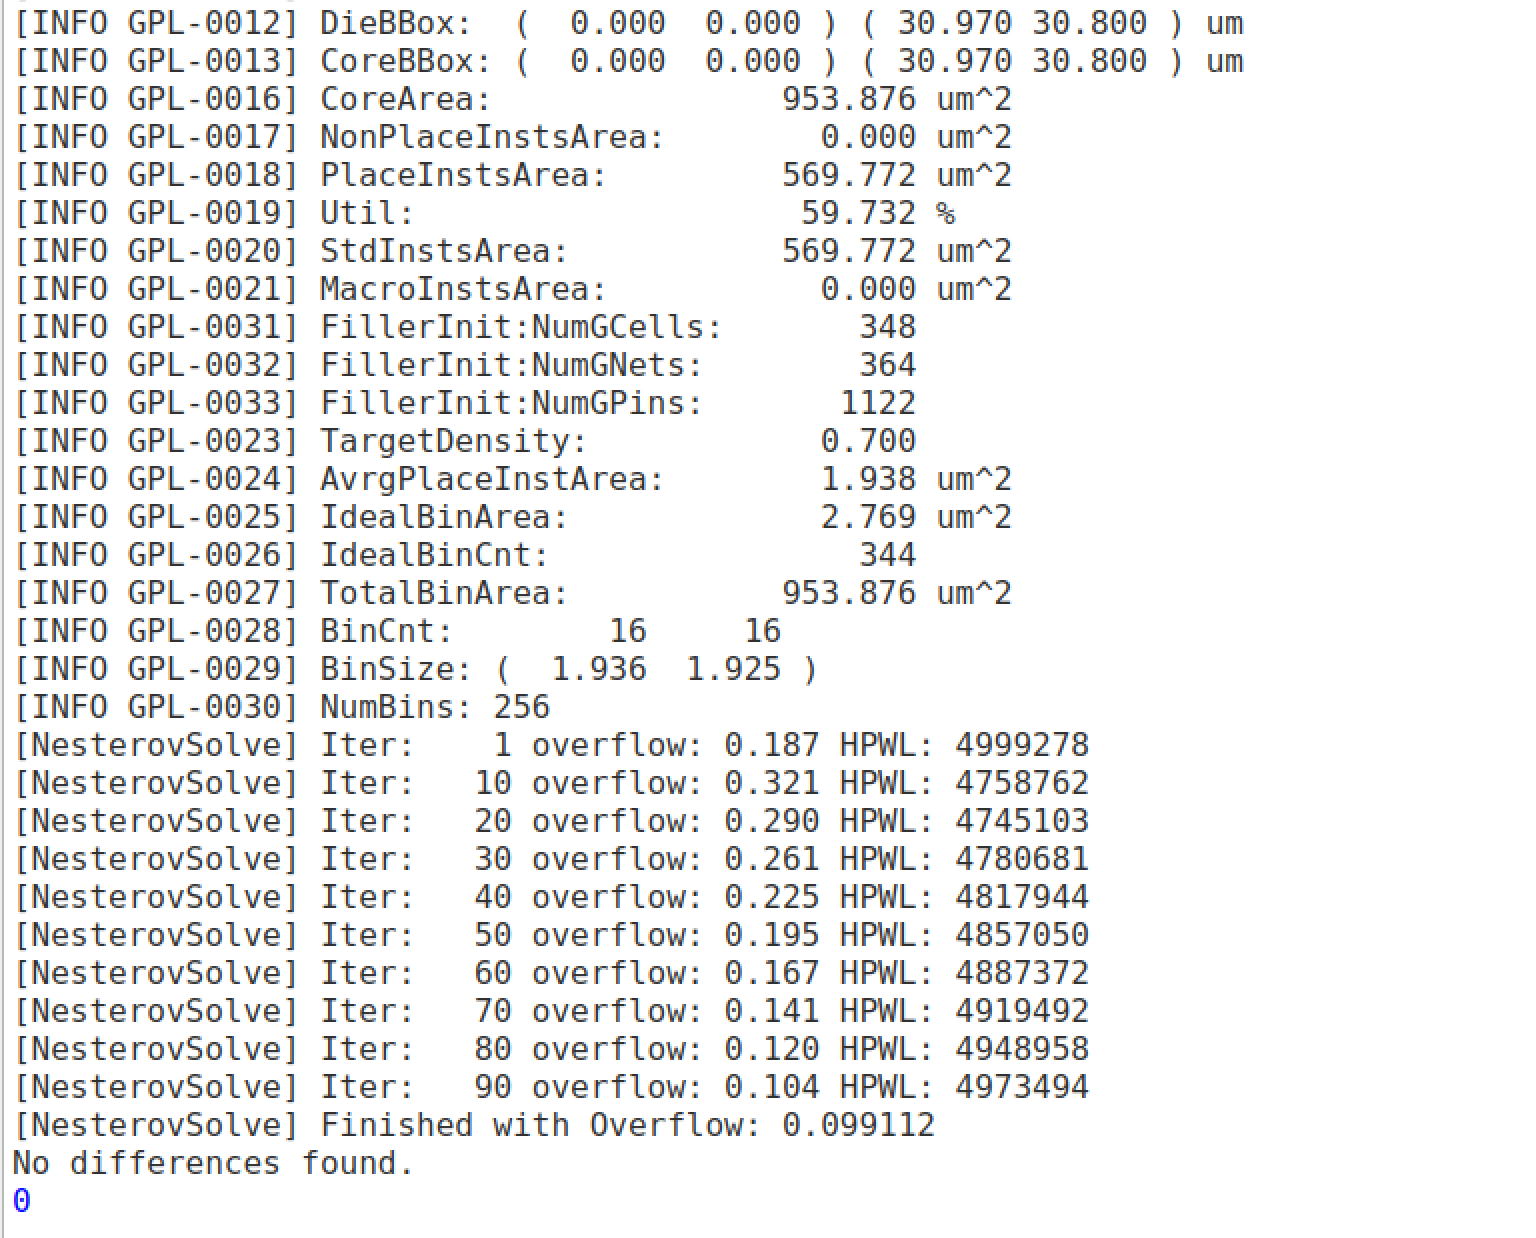 [INFO GPL-0012] DieBBox:  (  0.000  0.000 ) ( 30.970 30.800 ) um
[INFO GPL-0013] CoreBBox: (  0.000  0.000 ) ( 30.970 30.800 ) um
[INFO GPL-0016] CoreArea:               953.876 um^2
[INFO GPL-0017] NonPlaceInstsArea:        0.000 um^2
[INFO GPL-0018] PlaceInstsArea:         569.772 um^2
[INFO GPL-0019] Util:                    59.732 %
[INFO GPL-0020] StdInstsArea:           569.772 um^2
[INFO GPL-0021] MacroInstsArea:           0.000 um^2
[INFO GPL-0031] FillerInit:NumGCells:       348
[INFO GPL-0032] FillerInit:NumGNets:        364
[INFO GPL-0033] FillerInit:NumGPins:       1122
[INFO GPL-0023] TargetDensity:            0.700
[INFO GPL-0024] AvrgPlaceInstArea:        1.938 um^2
[INFO GPL-0025] IdealBinArea:             2.769 um^2
[INFO GPL-0026] IdealBinCnt:                344
[INFO GPL-0027] TotalBinArea:           953.876 um^2
[INFO GPL-0028] BinCnt:        16     16
[INFO GPL-0029] BinSize: (  1.936  1.925 )
[INFO GPL-0030] NumBins: 256
[NesterovSolve] Iter:    1 overflow: 0.187 HPWL: 4999278
[NesterovSolve] Iter:   10 overflow: 0.321 HPWL: 4758762
[NesterovSolve] Iter:   20 overflow: 0.290 HPWL: 4745103
[NesterovSolve] Iter:   30 overflow: 0.261 HPWL: 4780681
[NesterovSolve] Iter:   40 overflow: 0.225 HPWL: 4817944
[NesterovSolve] Iter:   50 overflow: 0.195 HPWL: 4857050
[NesterovSolve] Iter:   60 overflow: 0.167 HPWL: 4887372
[NesterovSolve] Iter:   70 overflow: 0.141 HPWL: 4919492
[NesterovSolve] Iter:   80 overflow: 0.120 HPWL: 4948958
[NesterovSolve] Iter:   90 overflow: 0.104 HPWL: 4973494
[NesterovSolve] Finished with Overflow: 0.099112
No differences found.
0